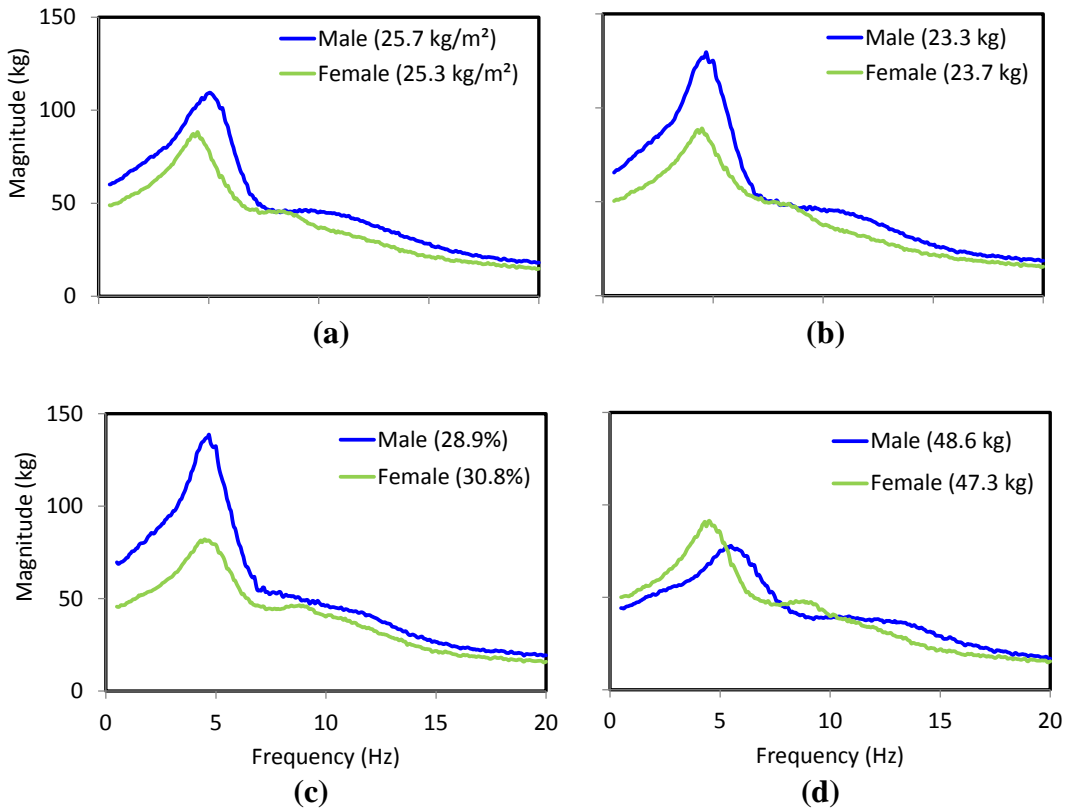 150
100
50
0
Magnitude (kg)
Male (25.7 kg/m²)
Female (25.3 kg/m²)
(a)
Male (23.3 kg)
Female (23.7 kg)
(b)
150
100
50
0
Magnitude (kg)
Male (28.9%)
Female (30.8%)
0 5 10 15 20
Frequency (Hz)
(c)
Male (48.6 kg)
Female (47.3 kg)
0 5 10 15 20
Frequency (Hz)
(d)